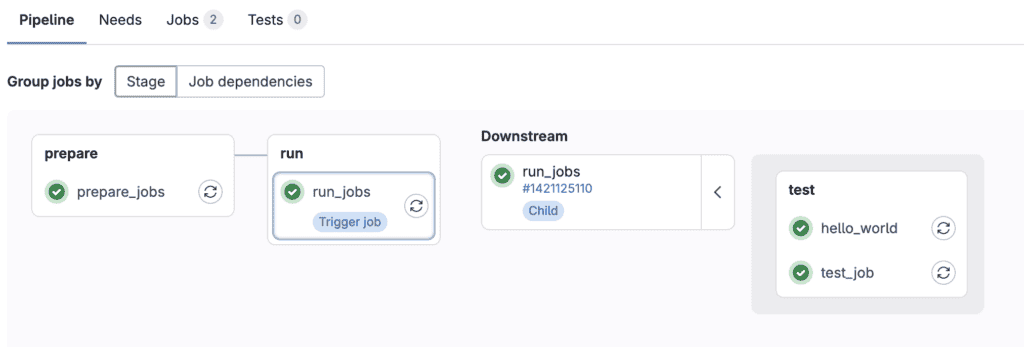 Pipeline Needs Jobs 2 Tests 0
Group jobs by Stage Job dependencies
prepare
prepare_jobs
run
run_jobs
Trigger job
Downstream
run_jobs
#1421125110
Child
test
hello_world
test_job